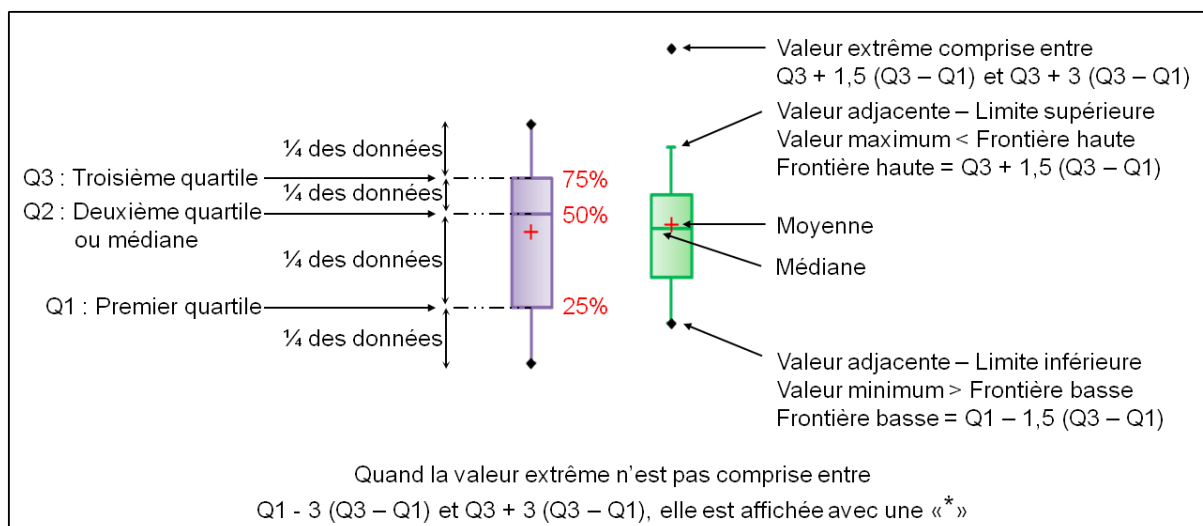 Valeur extrême comprise entre
Q3 + 1,5 (Q3 – Q1) et Q3 + 3 (Q3 – Q1)
Valeur adjacente – Limite supérieure
Valeur maximum < Frontière haute
Frontière haute = Q3 + 1,5 (Q3 – Q1)
¼ des données
Q3 : Troisième quartile
75%
¼ des données
Q2 : Deuxième quartile
ou médiane
50%
Moyenne
Médiane
¼ des données
Q1 : Premier quartile
25%
¼ des données
Valeur adjacente – Limite inférieure
Valeur minimum > Frontière basse
Frontière basse = Q1 – 1,5 (Q3 – Q1)
Quand la valeur extrême n’est pas comprise entre
Q1 - 3 (Q3 – Q1) et Q3 + 3 (Q3 – Q1), elle est affichée avec une «*»